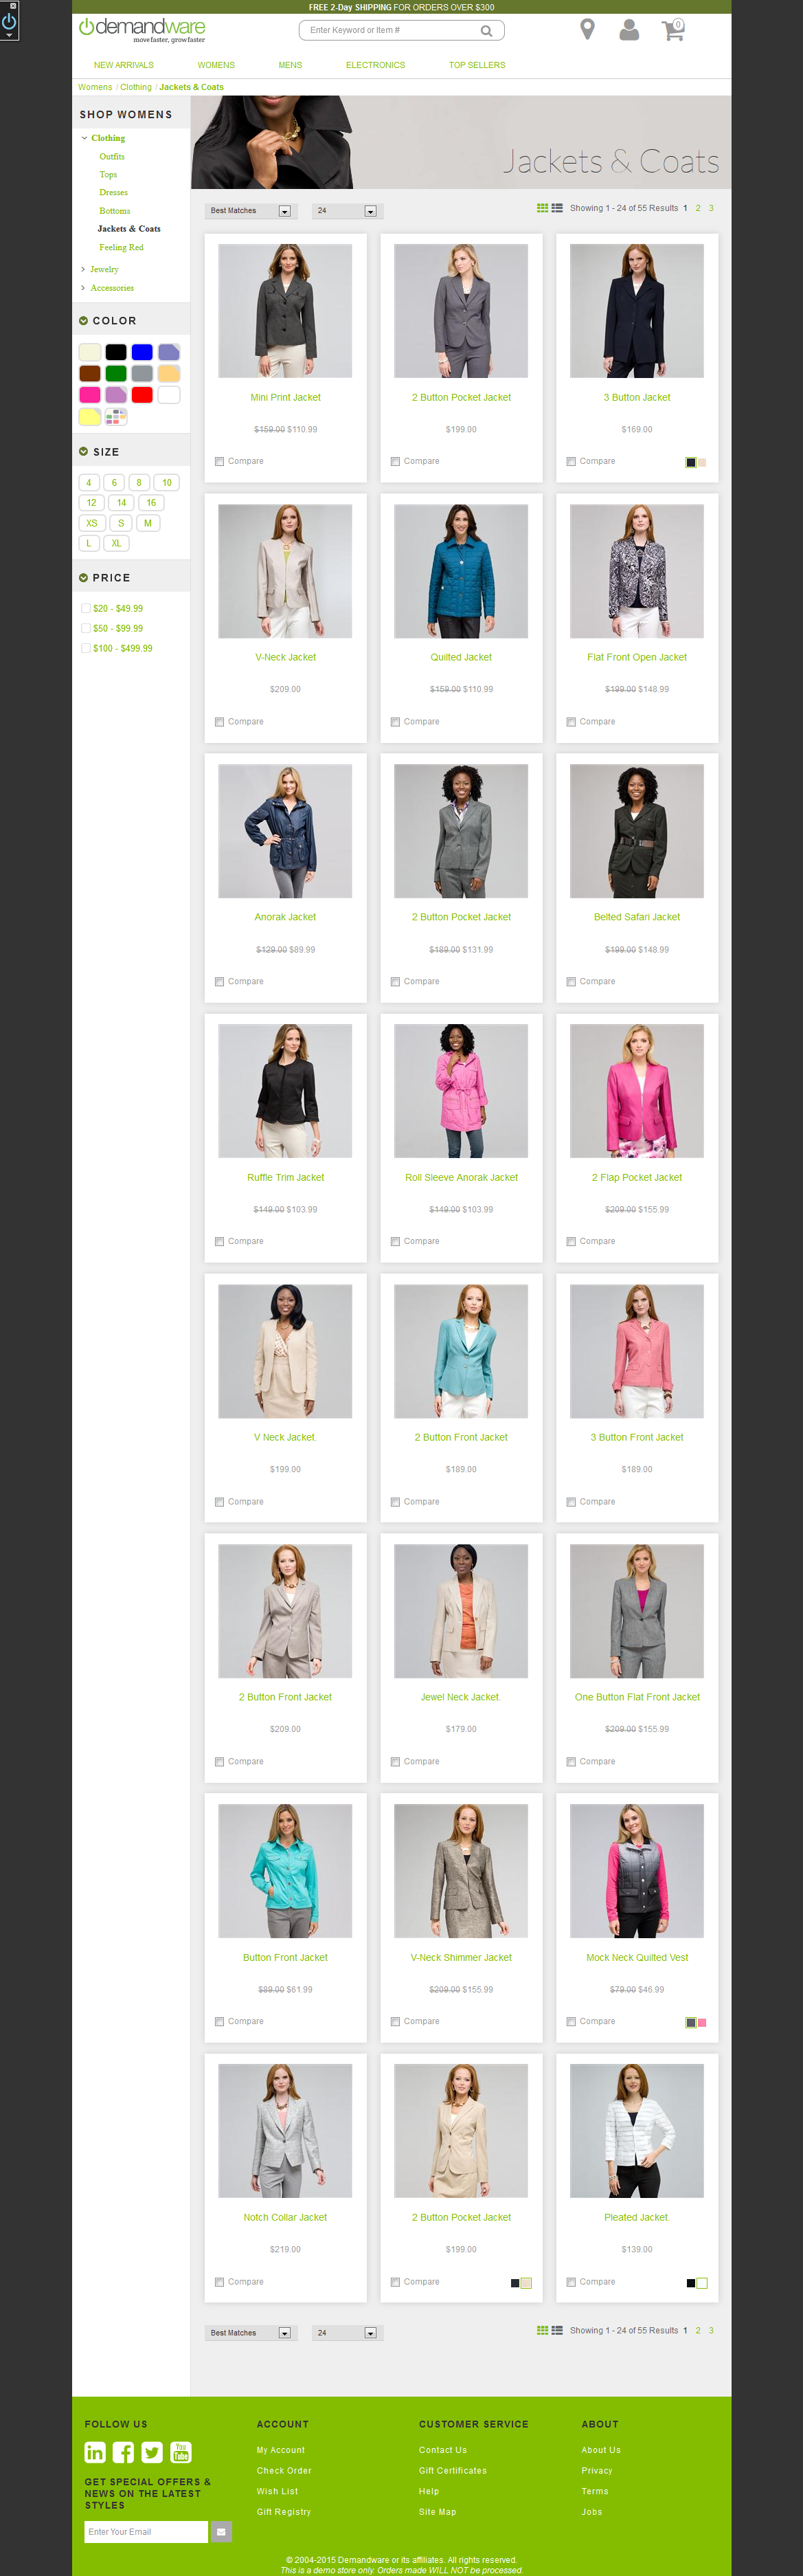 FREE 2-Day SHIPPING FOR ORDERS OVER $300
demandware
move faster, grow faster
Enter Keyword or Item #
0
NEW ARRIVALS WOMENS MENS ELECTRONICS TOP SELLERS
Womens / Clothing / Jackets & Coats
SHOP WOMENS
Clothing
Outfits
Tops
Dresses
Bottoms
Jackets & Coats
Feeling Red
Jewelry
Accessories
COLOR
SIZE
4 6 8 10
12 14 16
XS S M
L XL
PRICE
$20 - $49.99
$50 - $99.99
$100 - $499.99
Jackets & Coats
Best Matches 24 Showing 1 - 24 of 55 Results 1 2 3
Mini Print Jacket 2 Button Pocket Jacket 3 Button Jacket
$159.00 $110.99 $199.00 $169.00
Compare Compare Compare
V-Neck Jacket Quilted Jacket Flat Front Open Jacket
$209.00 $159.00 $110.99 $199.00 $148.99
Compare Compare Compare
Anorak Jacket 2 Button Pocket Jacket Belted Safari Jacket
$129.00 $89.99 $189.00 $131.99 $199.00 $148.99
Compare Compare Compare
Ruffle Trim Jacket Roll Sleeve Anorak Jacket 2 Flap Pocket Jacket
$149.00 $103.99 $149.00 $103.99 $209.00 $155.99
Compare Compare Compare
V Neck Jacket. 2 Button Front Jacket 3 Button Front Jacket
$199.00 $189.00 $189.00
Compare Compare Compare
2 Button Front Jacket Jewel Neck Jacket. One Button Flat Front Jacket
$209.00 $179.00 $209.00 $155.99
Compare Compare Compare
Button Front Jacket V-Neck Shimmer Jacket Mock Neck Quilted Vest
$89.00 $61.99 $209.00 $155.99 $79.00 $46.99
Compare Compare Compare
Notch Collar Jacket 2 Button Pocket Jacket Pleated Jacket.
$219.00 $199.00 $139.00
Compare Compare Compare
Best Matches 24 Showing 1 - 24 of 55 Results 1 2 3
FOLLOW US
in f You Tube
GET SPECIAL OFFERS &
NEWS ON THE LATEST
STYLES
Enter Your Email
ACCOUNT
My Account
Check Order
Wish List
Gift Registry
CUSTOMER SERVICE
Contact Us
Gift Certificates
Help
Site Map
ABOUT
About Us
Privacy
Terms
Jobs
© 2004-2015 Demandware or its affiliates. All rights reserved.
This is a demo store only. Orders made WILL NOT be processed.